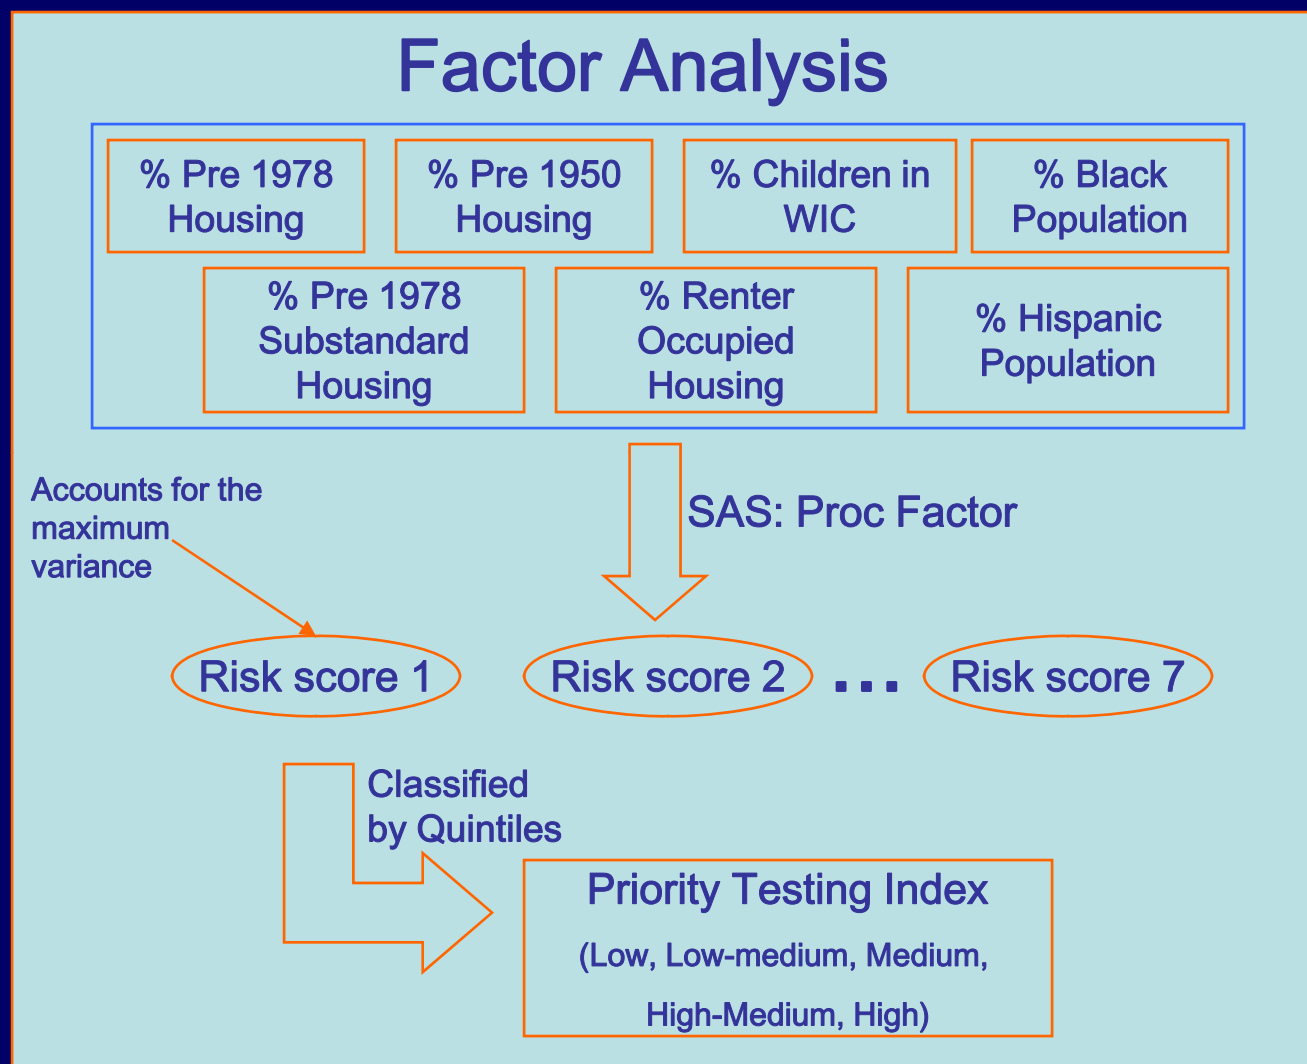 Factor Analysis
% Pre 1978
Housing
% Pre 1950
Housing
% Children in
WIC
% Black
Population
% Pre 1978
Substandard
Housing
% Renter
Occupied
Housing
% Hispanic
Population
Accounts for the
maximum
variance
SAS: Proc Factor
Risk score 1
Risk score 2
...
Risk score 7
Classified
by Quintiles
Priority Testing Index
(Low, Low-medium, Medium,
High-Medium, High)